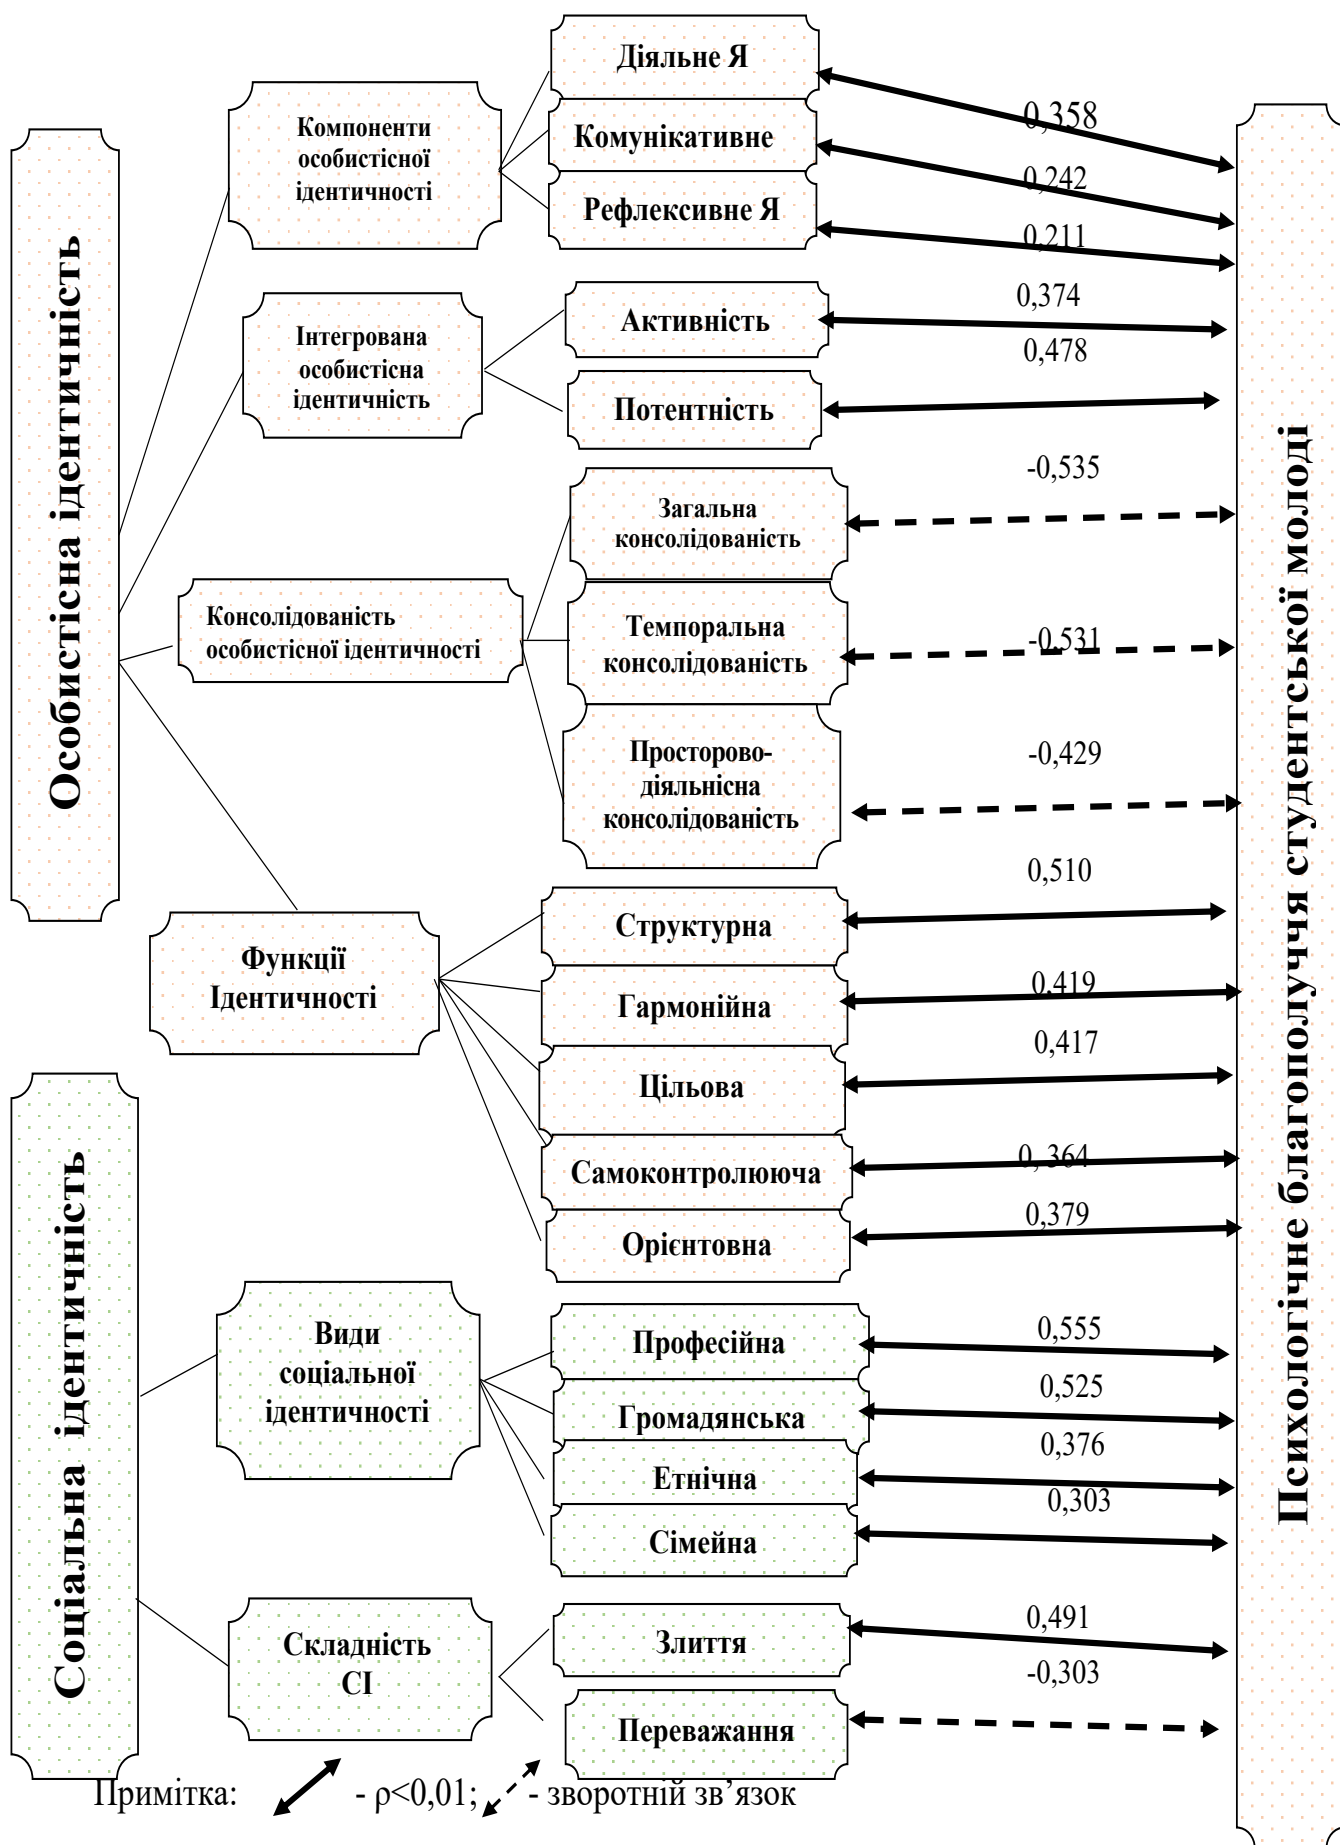 Особистісна ідентичність
Компоненти
особистісної
ідентичності
Діяльне Я
Комунікативне
Рефлексивне Я
0,358
0,242
0,211
Інтегрована
особистісна
ідентичність
Активність
Потентність
0,374
0,478
Консолідованість
особистісної ідентичності
Загальна
консолідованість
Темпоральна
консолідованість
Просторово-
діяльнісна
консолідованість
-0,535
-0,531
-0,429
Функції
Ідентичності
Структурна
Гармонійна
Цільова
Самоконтролююча
Орієнтовна
0,510
0,419
0,417
0, 364
0,379
Соціальна ідентичність
Види
соціальної
ідентичності
Професійна
Громадянська
Етнічна
Сімейна
0,555
0,525
0,376
0,303
Складність
СІ
Злиття
Переважання
0,491
-0,303
Психологічне благополуччя студентської молоді
Примітка: - ρ<0,01; - зворотній зв’язок